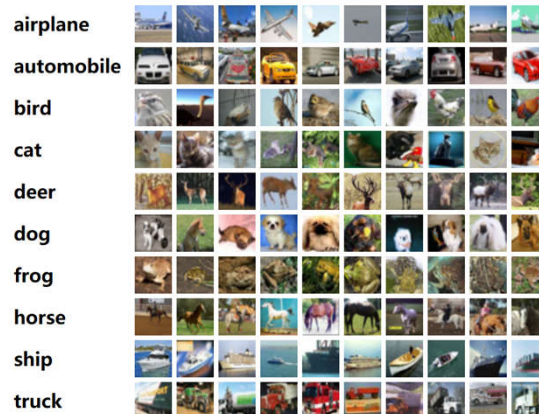 airplane
automobile
bird
cat
deer
dog
frog
horse
ship
truck